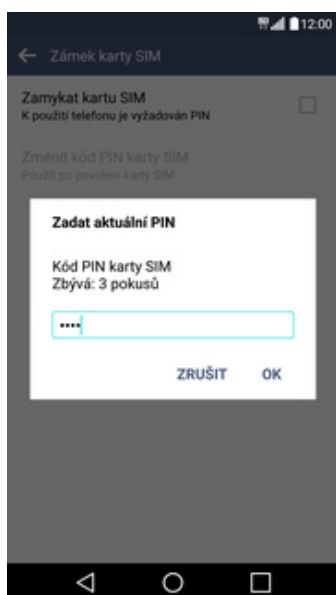 12:00
Zámek karty SIM
Zamykat kartu SIM
K použití telefonu je vyžadován PIN
Změnit kód PIN karty SIM
Použít po povolení karty SIM
Zadat aktuální PIN
Kód PIN karty SIM
Zbývá: 3 pokusů
••••
ZRUŠIT OK